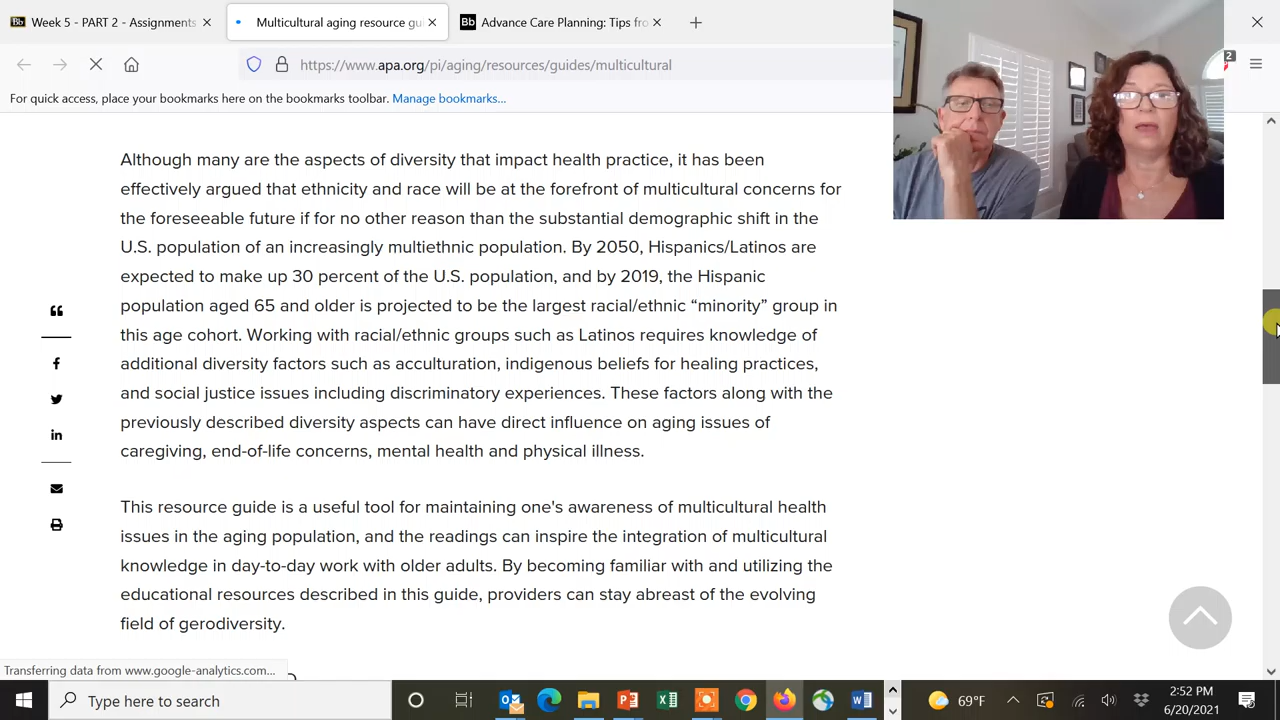 Week 5 - PART 2 - Assignments
Multicultural aging resource gu
Advance Care Planning: Tips fro
https://www.apa.org/pi/aging/resources/guides/multicultural
2
For quick access, place your bookmarks here on the bookmarks toolbar. Manage bookmarks...
Although many are the aspects of diversity that impact health practice, it has been
effectively argued that ethnicity and race will be at the forefront of multicultural concerns for
the foreseeable future if for no other reason than the substantial demographic shift in the
U.S. population of an increasingly multiethnic population. By 2050, Hispanics/Latinos are
expected to make up 30 percent of the U.S. population, and by 2019, the Hispanic
population aged 65 and older is projected to be the largest racial/ethnic “minority” group in
this age cohort. Working with racial/ethnic groups such as Latinos requires knowledge of
additional diversity factors such as acculturation, indigenous beliefs for healing practices,
and social justice issues including discriminatory experiences. These factors along with the
previously described diversity aspects can have direct influence on aging issues of
caregiving, end-of-life concerns, mental health and physical illness.
This resource guide is a useful tool for maintaining one's awareness of multicultural health
issues in the aging population, and the readings can inspire the integration of multicultural
knowledge in day-to-day work with older adults. By becoming familiar with and utilizing the
educational resources described in this guide, providers can stay abreast of the evolving
field of gerodiversity.
Transferring data from www.google-analytics.com...
Type here to search
69°F
2:52 PM
6/20/2021